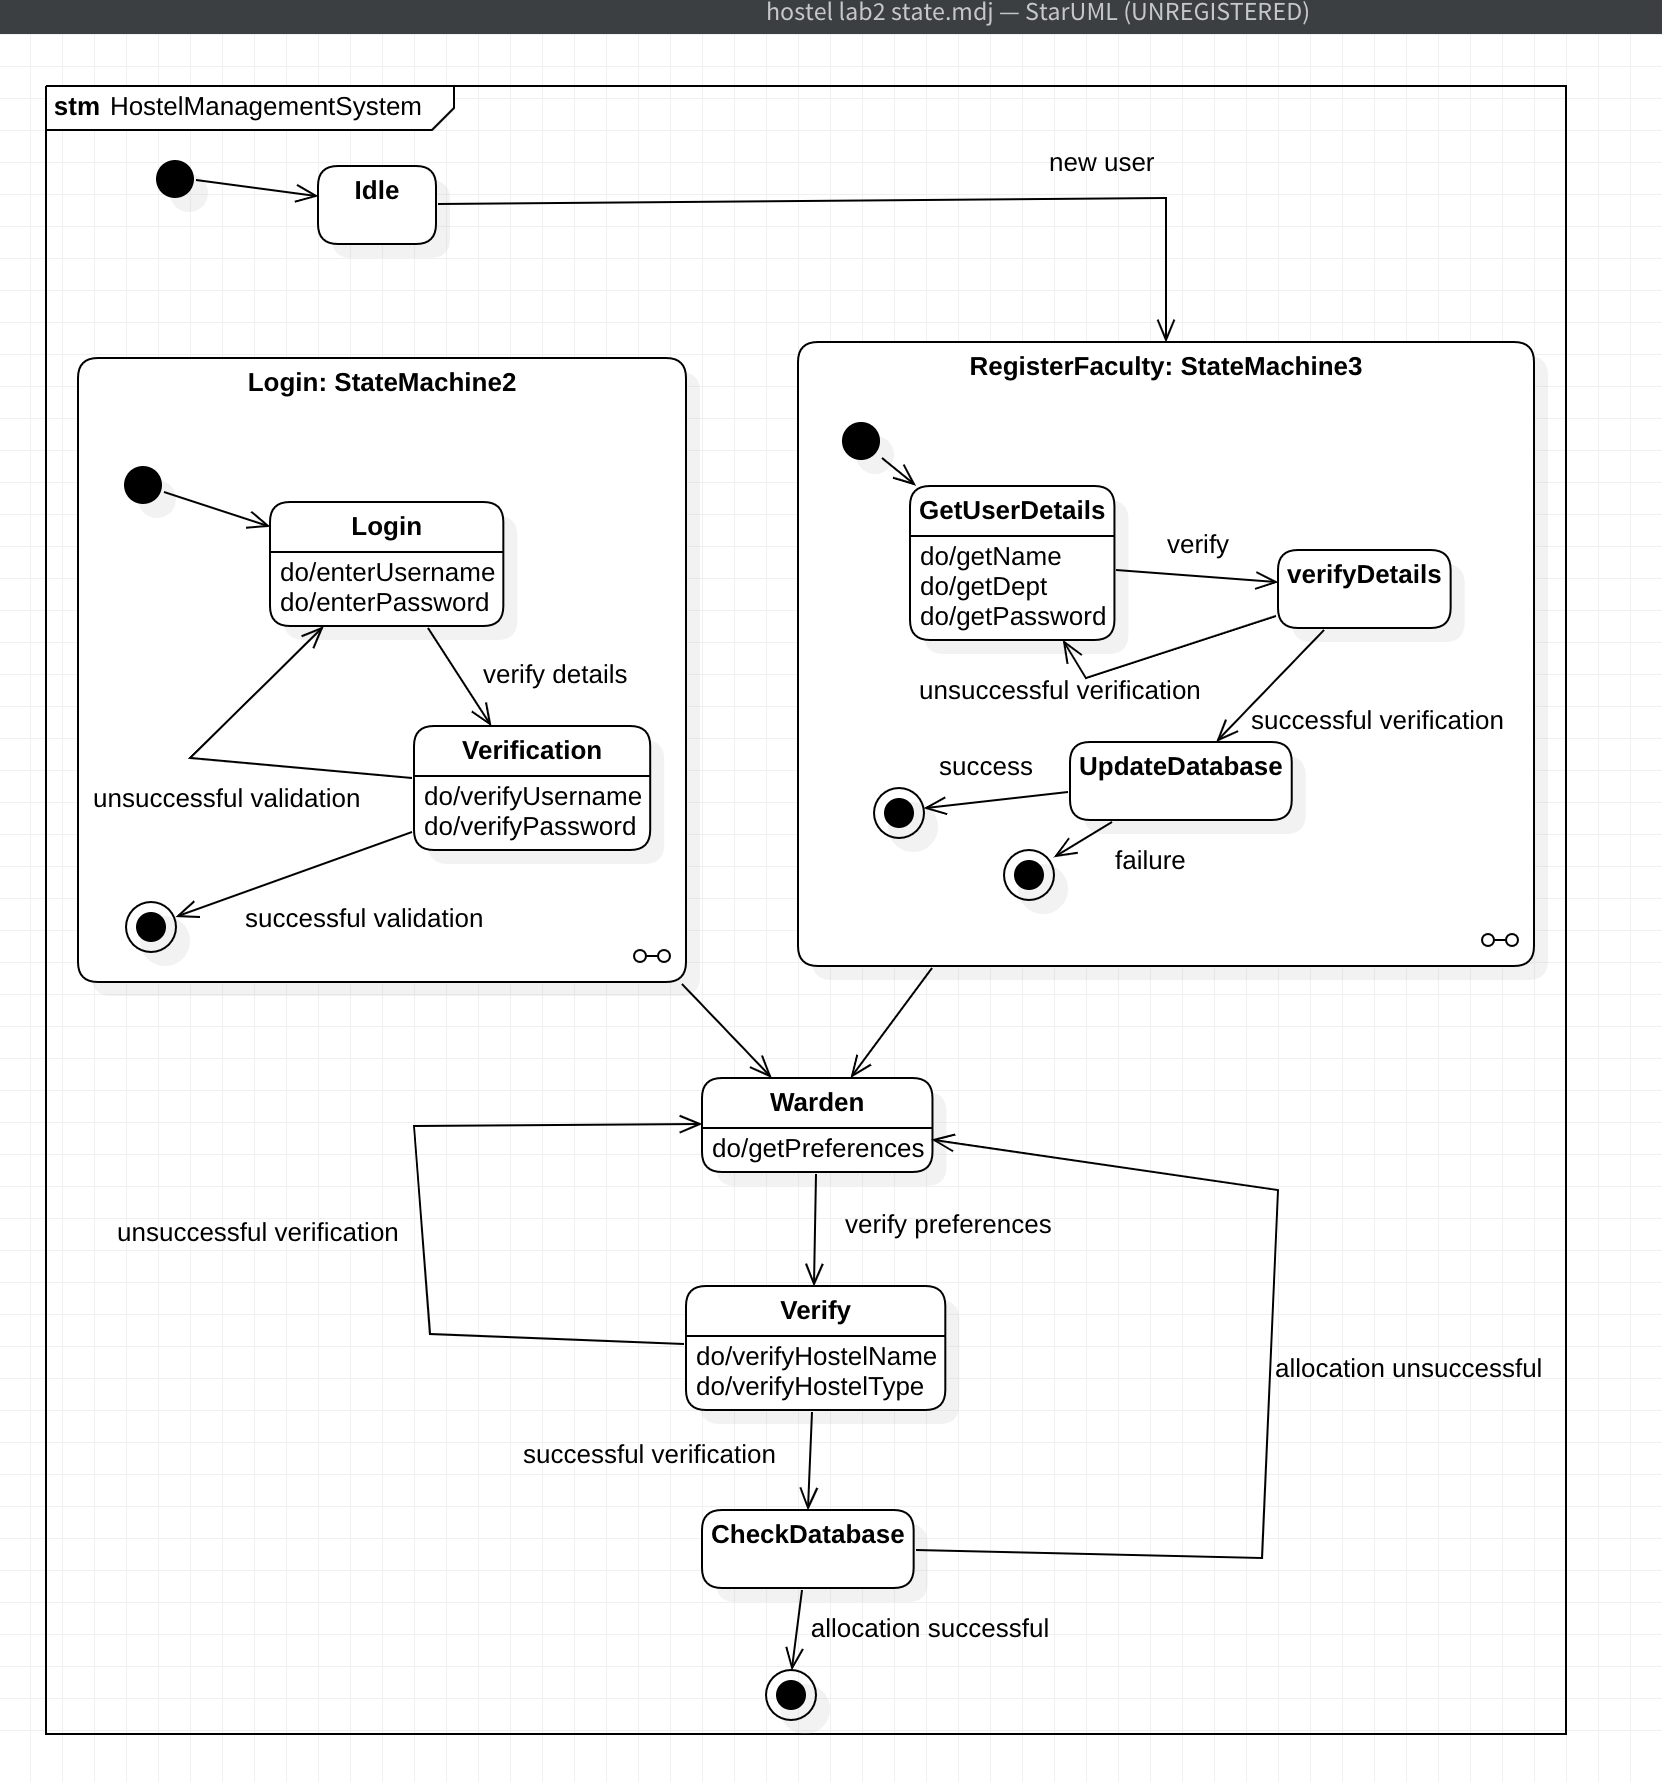 hostel lab2 state.mdj — StarUML (UNREGISTERED)
stm HostelManagementSystem
Idle
new user
Login: StateMachine2
Login
do/enterUsername
do/enterPassword
verify details
Verification
do/verifyUsername
do/verifyPassword
unsuccessful validation
successful validation
RegisterFaculty: StateMachine3
GetUserDetails
do/getName
do/getDept
do/getPassword
verify
verifyDetails
unsuccessful verification
successful verification
UpdateDatabase
success
failure
Warden
do/getPreferences
unsuccessful verification
verify preferences
Verify
do/verifyHostelName
do/verifyHostelType
allocation unsuccessful
successful verification
CheckDatabase
allocation successful